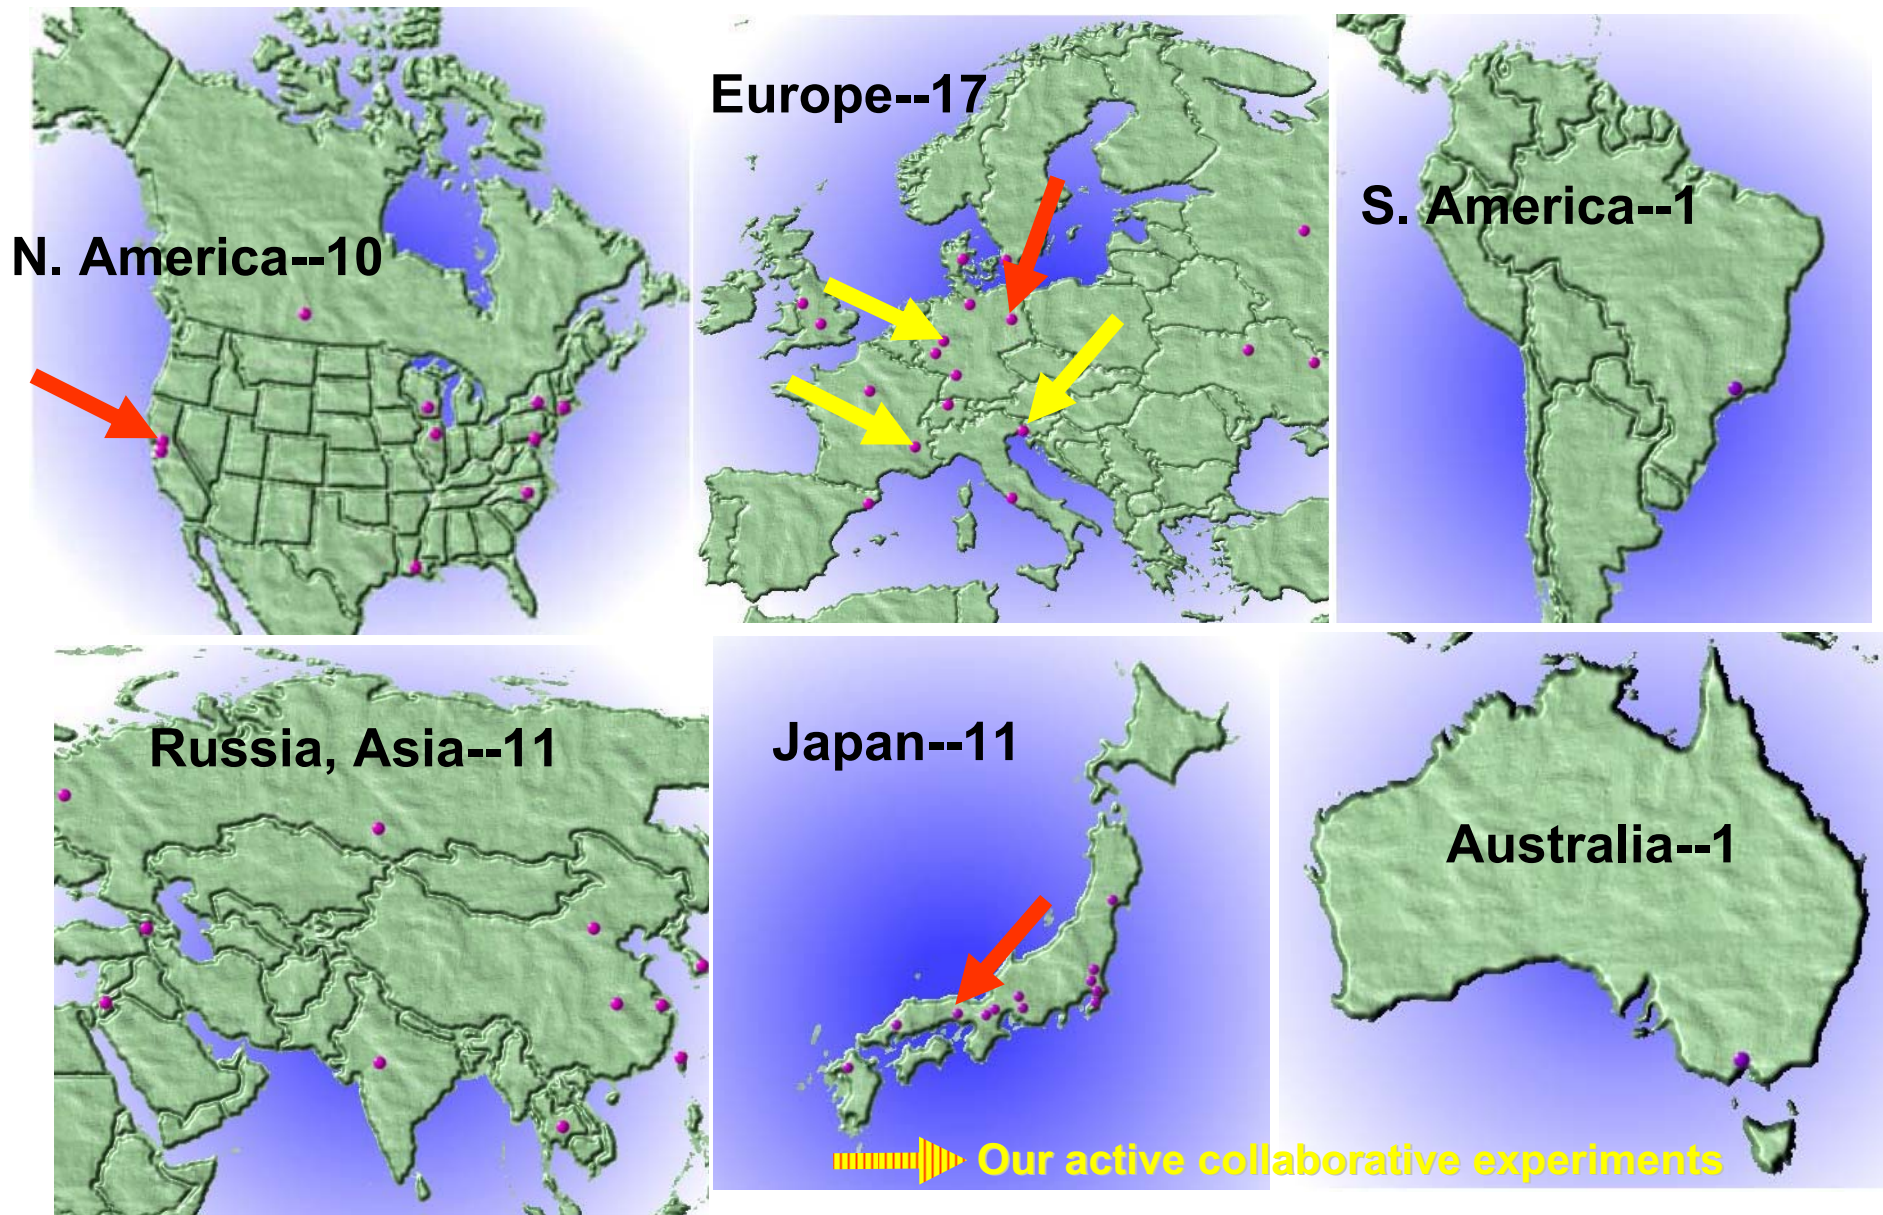 Europe--17
S. America--1
N. America--10
Russia, Asia--11
Japan--11
Australia--1
Our active collaborative experiments